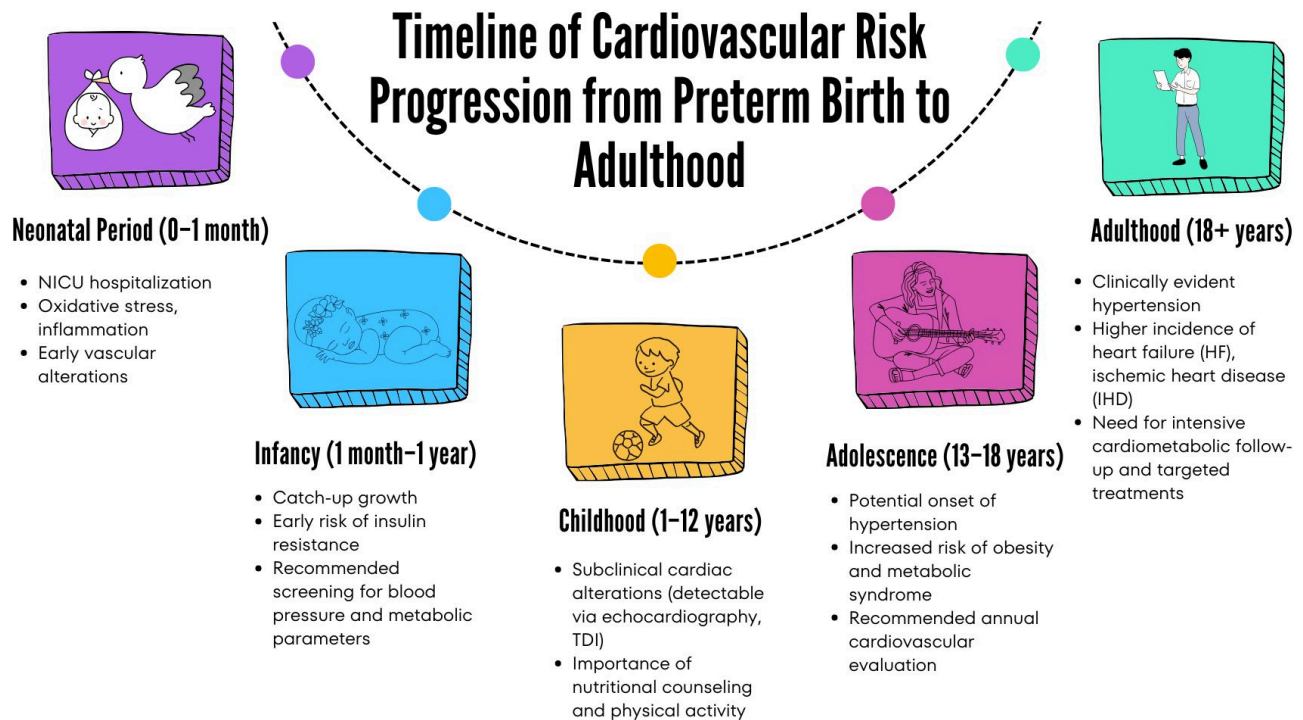 Timeline of Cardiovascular Risk
Progression from Preterm Birth to
Adulthood
Neonatal Period (0–1 month)
• NICU hospitalization
• Oxidative stress,
inflammation
• Early vascular
alterations
Infancy (1 month–1 year)
• Catch-up growth
• Early risk of insulin
resistance
• Recommended
screening for blood
pressure and metabolic
parameters
Childhood (1–12 years)
• Subclinical cardiac
alterations (detectable
via echocardiography,
TDI)
• Importance of
nutritional counseling
and physical activity
Adolescence (13–18 years)
• Potential onset of
hypertension
• Increased risk of obesity
and metabolic
syndrome
• Recommended annual
cardiovascular
evaluation
Adulthood (18+ years)
• Clinically evident
hypertension
• Higher incidence of
heart failure (HF),
ischemic heart disease
(IHD)
• Need for intensive
cardiometabolic follow-
up and targeted
treatments